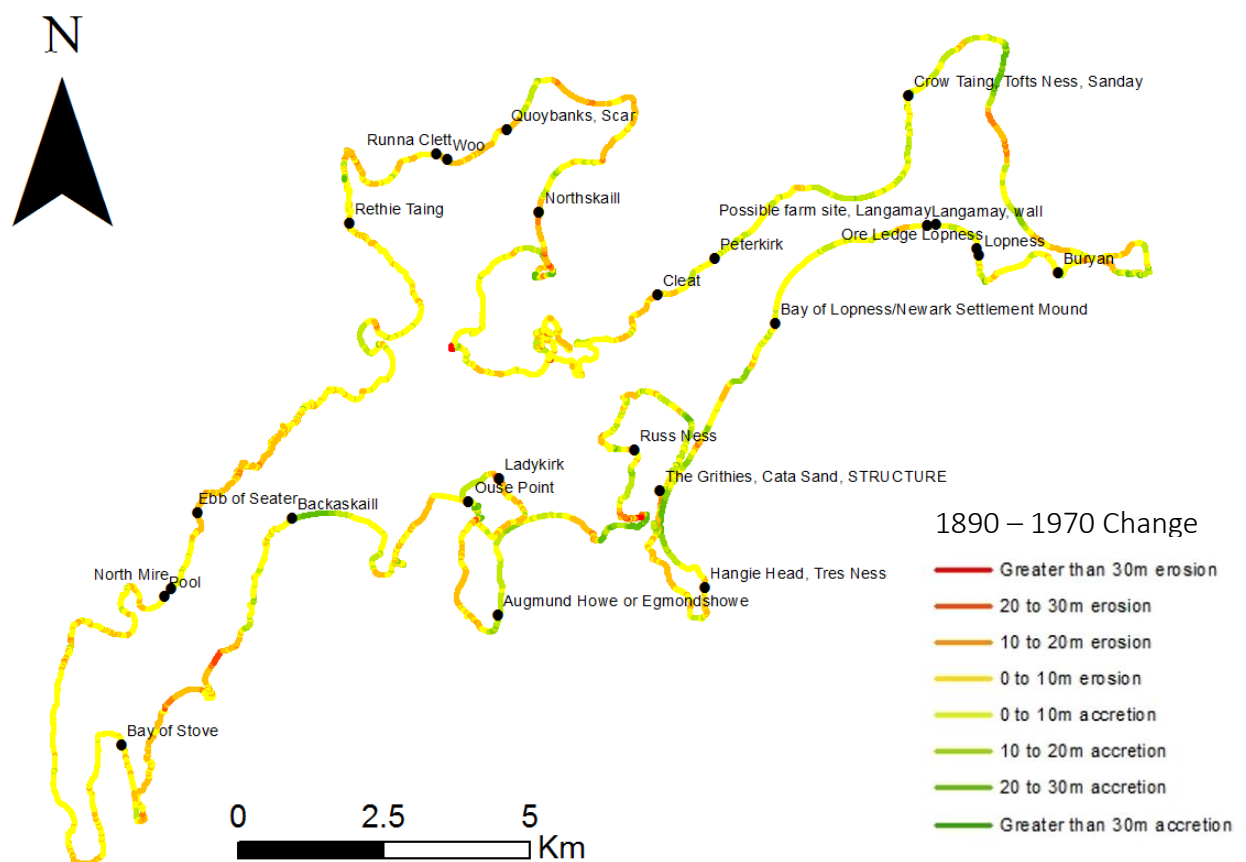 N
Crow Taing, Tofts Ness, Sanday
Quoybanks, Scar
Runna Clett
Woo
Northskaill
Rethie Taing
Possible farm site, Langamay
Langamay, wall
Ore Ledge Lopness
Lopness
Peterkirk
Buryan
Cleat
Bay of Lopness/Newark Settlement Mound
Russ Ness
Ladykirk
The Grithies, Cata Sand, STRUCTURE
Ouse Point
Ebb of Seater
Backaskaill
1890 – 1970 Change
Greater than 30m erosion
North Mire
Pool
Hangie Head, Tres Ness
Augmund Howe or Egmondshowe
20 to 30m erosion
10 to 20m erosion
0 to 10m erosion
0 to 10m accretion
Bay of Stove
10 to 20m accretion
20 to 30m accretion
Greater than 30m accretion
0 2.5 5
Km